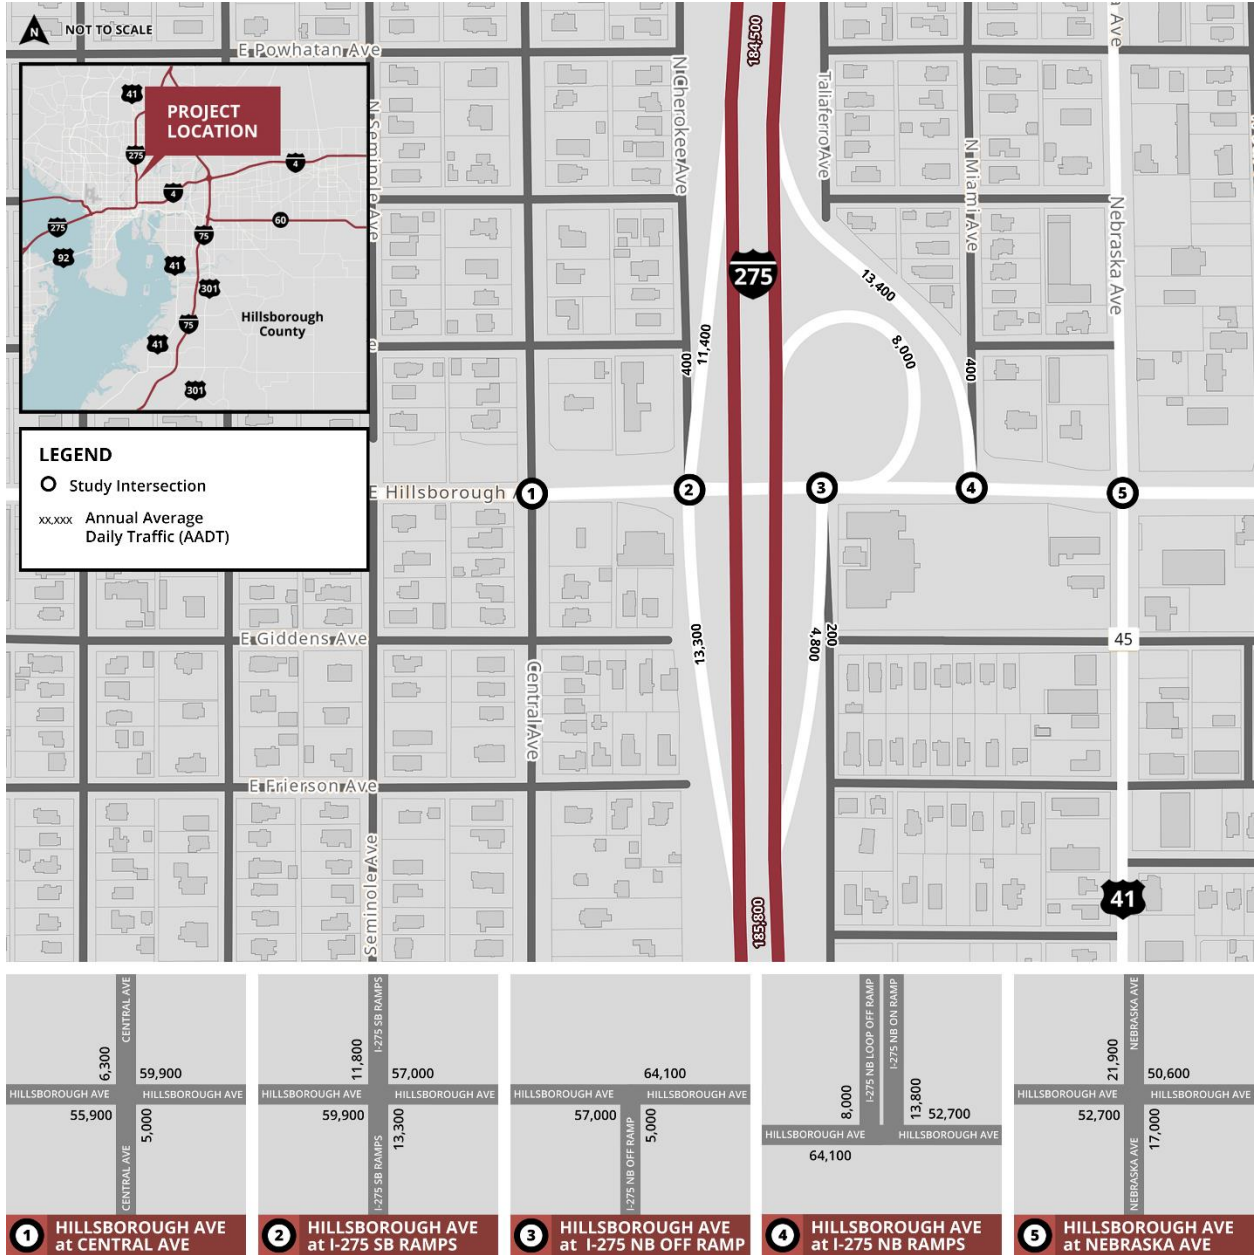 N
NOT TO SCALE
E Powhatan Ave
184,500
a Ave
41
PROJECT
LOCATION
275
4
4
60
275
75
92
41
301
75
41
301
Hillsborough
County
N Seminole Ave
N Cherokee Ave
Taliaferro Ave
N Miami Ave
Nebraska Ave
275
13,400
8,000
11,400
400
400
e
LEGEND
Study Intersection
xx,xxx Annual Average
Daily Traffic (AADT)
E Hillsborough A
1
2
3
4
5
E Giddens Ave
13,300
4,800
200
45
Central Ave
E Frierson Ave
Seminole Ave
185,800
41
CENTRAL AVE
6,300
59,900
HILLSBOROUGH AVE
HILLSBOROUGH AVE
55,900
5,000
CENTRAL AVE
1
HILLSBOROUGH AVE
at CENTRAL AVE
I-275 SB RAMPS
11,800
57,000
HILLSBOROUGH AVE
HILLSBOROUGH AVE
59,900
13,300
I-275 SB RAMPS
2
HILLSBOROUGH AVE
at I-275 SB RAMPS
64,100
HILLSBOROUGH AVE
HILLSBOROUGH AVE
57,000
5,000
I-275 NB OFF RAMP
3
HILLSBOROUGH AVE
at I-275 NB OFF RAMP
I-275 NB LOOP OFF RAMP
I-275 NB ON RAMP
8,000
13,800
52,700
HILLSBOROUGH AVE
HILLSBOROUGH AVE
64,100
4
HILLSBOROUGH AVE
at I-275 NB RAMPS
NEBRASKA AVE
21,900
50,600
HILLSBOROUGH AVE
HILLSBOROUGH AVE
52,700
17,000
NEBRASKA AVE
5
HILLSBOROUGH AVE
at NEBRASKA AVE